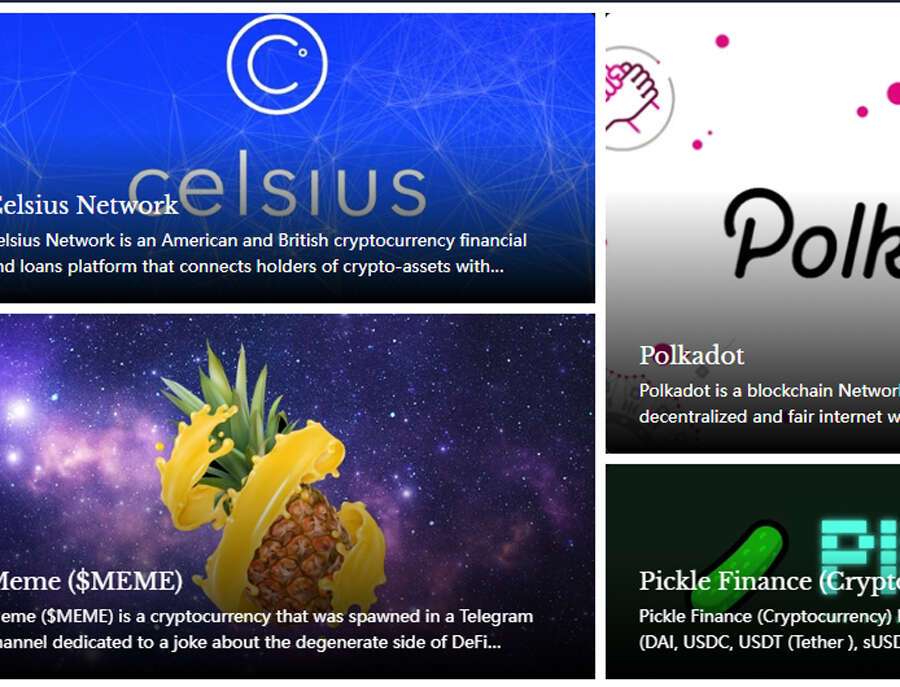 celsius
Celsius Network
elsius Network is an American and British cryptocurrency financial
nd loans platform that connects holders of crypto-assets with...
Polk
Polkadot
Polkadot is a blockchain Network
decentralized and fair internet w
Meme ($MEME)
eme ($MEME) is a cryptocurrency that was spawned in a Telegram
hannel dedicated to a joke about the degenerate side of DeFi...
PI
Pickle Finance (Crypto
Pickle Finance (Cryptocurrency)
(DAI, USDC, USDT (Tether ), sUSD